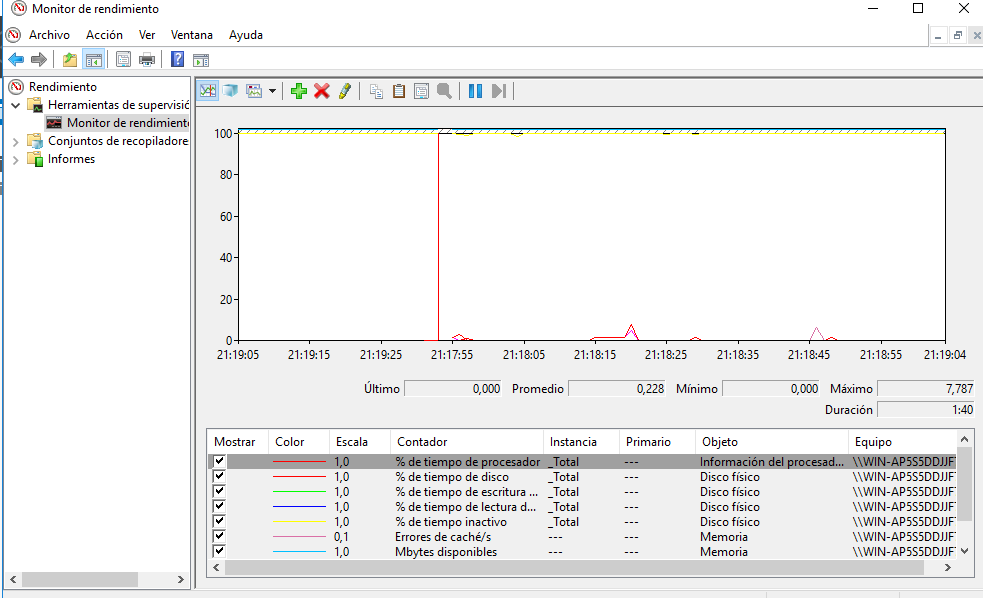 Monitor de rendimiento
Archivo Acción Ver Ventana Ayuda
Rendimiento
Herramientas de supervisió
Monitor de rendimiento
Conjuntos de recopiladore
Informes
100
80
60
40
20
0
21:19:05 21:19:15 21:19:25 21:17:55 21:18:05 21:18:15 21:18:25 21:18:35 21:18:45 21:18:55 21:19:04
Último 0,000 Promedio 0,228 Mínimo 0,000 Máximo 7,787
Duración 1:40
Mostrar Color Escala Contador Instancia Primario Objeto Equipo
1,0 % de tiempo de procesador _Total --- Información del procesad... \\WIN-AP5S5DDJJF
1,0 % de tiempo de disco _Total --- Disco físico \\WIN-AP5S5DDJJF
1,0 % de tiempo de escritura ... _Total --- Disco físico \\WIN-AP5S5DDJJF
1,0 % de tiempo de lectura d... _Total --- Disco físico \\WIN-AP5S5DDJJF
1,0 % de tiempo inactivo _Total --- Disco físico \\WIN-AP5S5DDJJF
0,1 Errores de caché/s --- --- Memoria \\WIN-AP5S5DDJJF
1,0 Mbytes disponibles --- --- Memoria \\WIN-AP5S5DDJJF